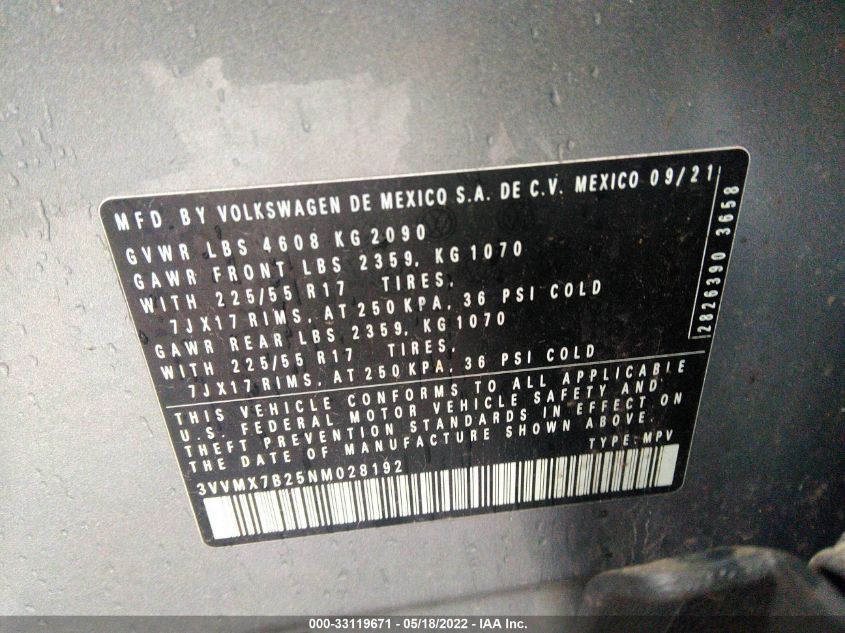 MFD BY VOLKSWAGEN DE MEXICO S.A. DE C.V. MEXICO 09/21
GVWR LBS 4608 KG 2090
GAWR FRONT LBS 2359, KG 1070
WITH 225/55 R17 TIRES,
7JX17 RIMS, AT 250 KPA, 36 PSI COLD
GAWR REAR LBS 2359, KG 1070
WITH 225/55 R17 TIRES,
7JX17 RIMS, AT 250 KPA, 36 PSI COLD
2826390 3658
THIS VEHICLE CONFORMS TO ALL APPLICABLE
U.S. FEDERAL MOTOR VEHICLE SAFETY AND
THEFT PREVENTION STANDARDS IN EFFECT ON
THE DATE OF MANUFACTURE SHOWN ABOVE.
TYPE: MPV
3VVMX7B25NM028192
000-33119671 - 05/18/2022 - IAA Inc.